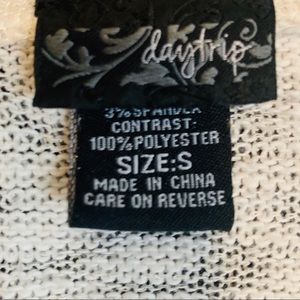 daytrip
3% SPANDEX
CONTRAST:
100% POLYESTER
SIZE:S
MADE IN CHINA
CARE ON REVERSE